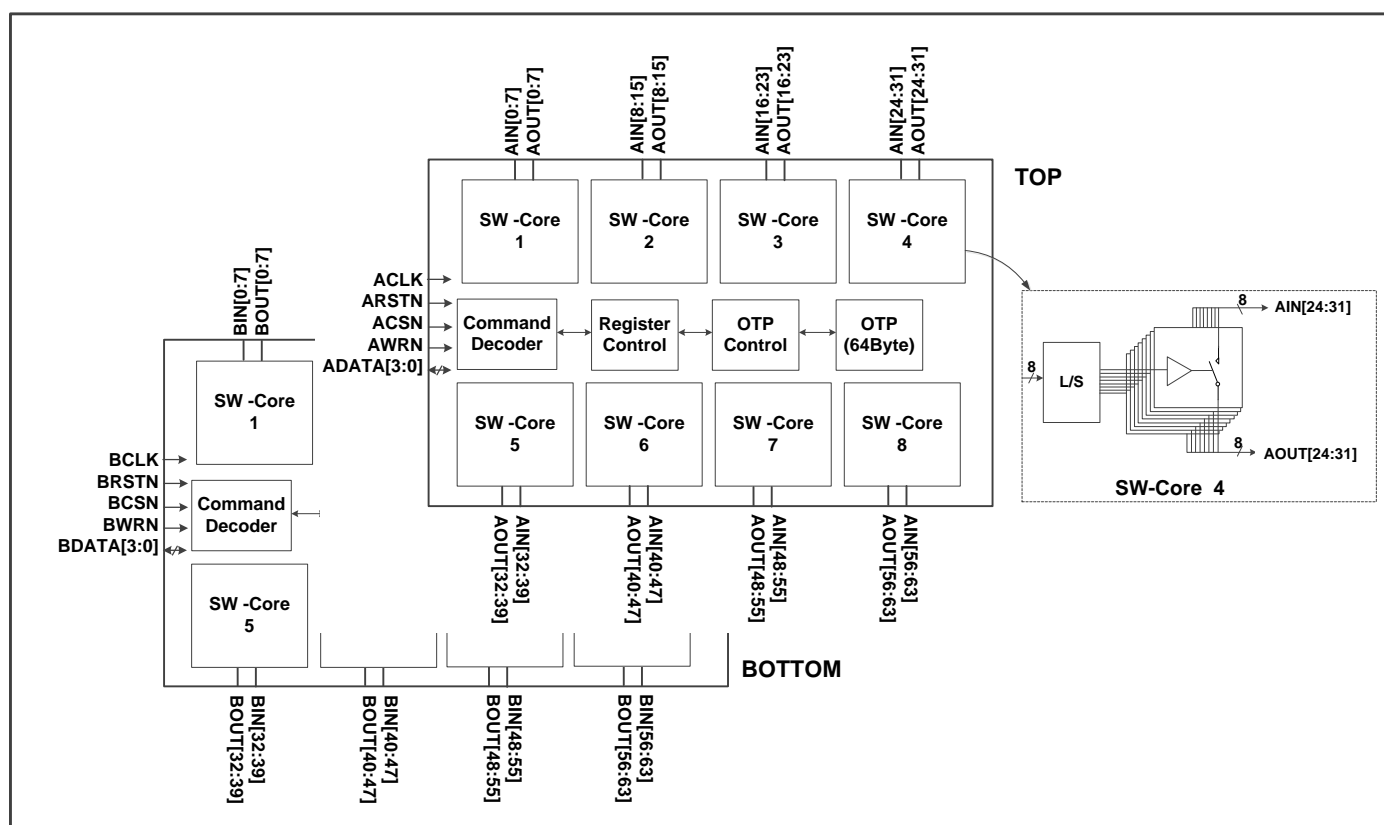 AIN[0:7]
AOUT[0:7]
AIN[8:15]
AOUT[8:15]
AIN[16:23]
AOUT[16:23]
AIN[24:31]
AOUT[24:31]
TOP
SW -Core
1
SW -Core
2
SW -Core
3
SW -Core
4
ACLK
ARSTN
ACSN
AWRN
ADATA[3:0]
Command
Decoder
Register
Control
OTP
Control
OTP
(64Byte)
SW -Core
5
SW -Core
6
SW -Core
7
SW -Core
8
AOUT[32:39]
AIN[32:39]
AOUT[40:47]
AIN[40:47]
AOUT[48:55]
AIN[48:55]
AOUT[56:63]
AIN[56:63]
8
AIN[24:31]
8
L/S
8
AOUT[24:31]
SW-Core 4
BIN[0:7]
BOUT[0:7]
SW -Core
1
BCLK
BRSTN
BCSN
BWRN
BDATA[3:0]
Command
Decoder
SW -Core
5
BOTTOM
BOUT[32:39]
BIN[32:39]
BOUT[40:47]
BIN[40:47]
BOUT[48:55]
BIN[48:55]
BOUT[56:63]
BIN[56:63]